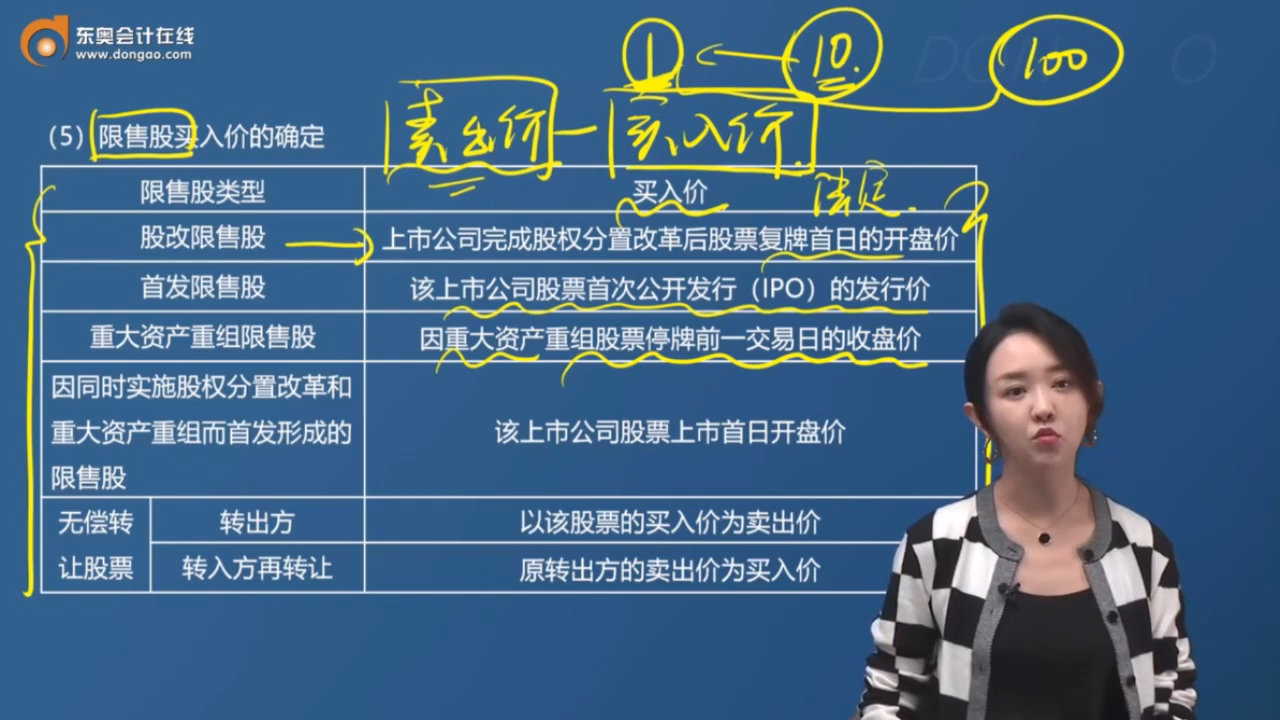 东奥会计在线
www.dongao.com
1 ← 10. 100
卖出价 — 买入价.
（5）限售股买入价的确定
限售股类型 买入价 法定.
股改限售股 上市公司完成股权分置改革后股票复牌首日的开盘价
首发限售股 该上市公司股票首次公开发行（IPO）的发行价
重大资产重组限售股 因重大资产重组股票停牌前一交易日的收盘价
因同时实施股权分置改革和
重大资产重组而首发形成的 该上市公司股票上市首日开盘价
限售股
无偿转 转出方 以该股票的买入价为卖出价
让股票 转入方再转让 原转出方的卖出价为买入价